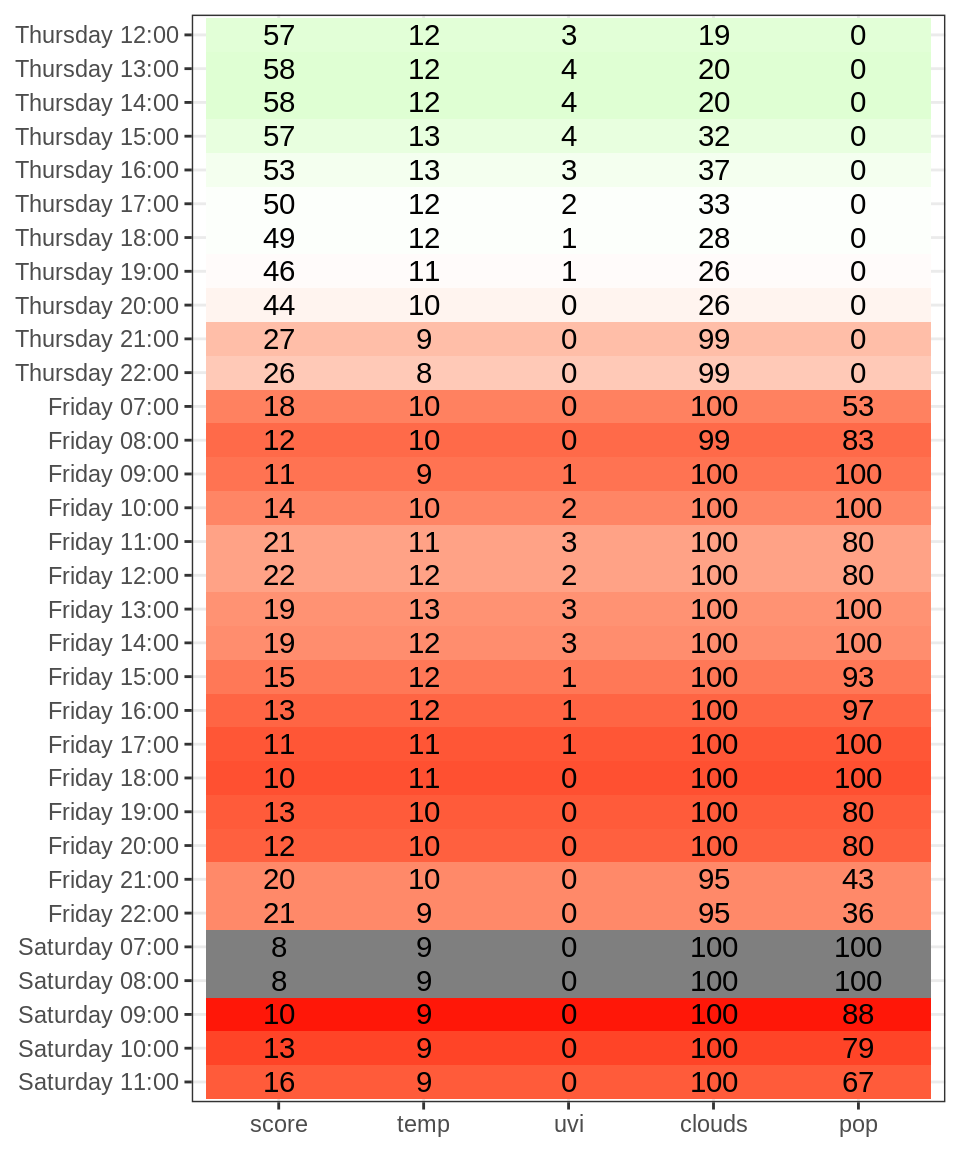 Thursday 12:00 57 12 3 19 0
Thursday 13:00 58 12 4 20 0
Thursday 14:00 58 12 4 20 0
Thursday 15:00 57 13 4 32 0
Thursday 16:00 53 13 3 37 0
Thursday 17:00 50 12 2 33 0
Thursday 18:00 49 12 1 28 0
Thursday 19:00 46 11 1 26 0
Thursday 20:00 44 10 0 26 0
Thursday 21:00 27 9 0 99 0
Thursday 22:00 26 8 0 99 0
Friday 07:00 18 10 0 100 53
Friday 08:00 12 10 0 99 83
Friday 09:00 11 9 1 100 100
Friday 10:00 14 10 2 100 100
Friday 11:00 21 11 3 100 80
Friday 12:00 22 12 2 100 80
Friday 13:00 19 13 3 100 100
Friday 14:00 19 12 3 100 100
Friday 15:00 15 12 1 100 93
Friday 16:00 13 12 1 100 97
Friday 17:00 11 11 1 100 100
Friday 18:00 10 11 0 100 100
Friday 19:00 13 10 0 100 80
Friday 20:00 12 10 0 100 80
Friday 21:00 20 10 0 95 43
Friday 22:00 21 9 0 95 36
Saturday 07:00 8 9 0 100 100
Saturday 08:00 8 9 0 100 100
Saturday 09:00 10 9 0 100 88
Saturday 10:00 13 9 0 100 79
Saturday 11:00 16 9 0 100 67
score temp uvi clouds pop